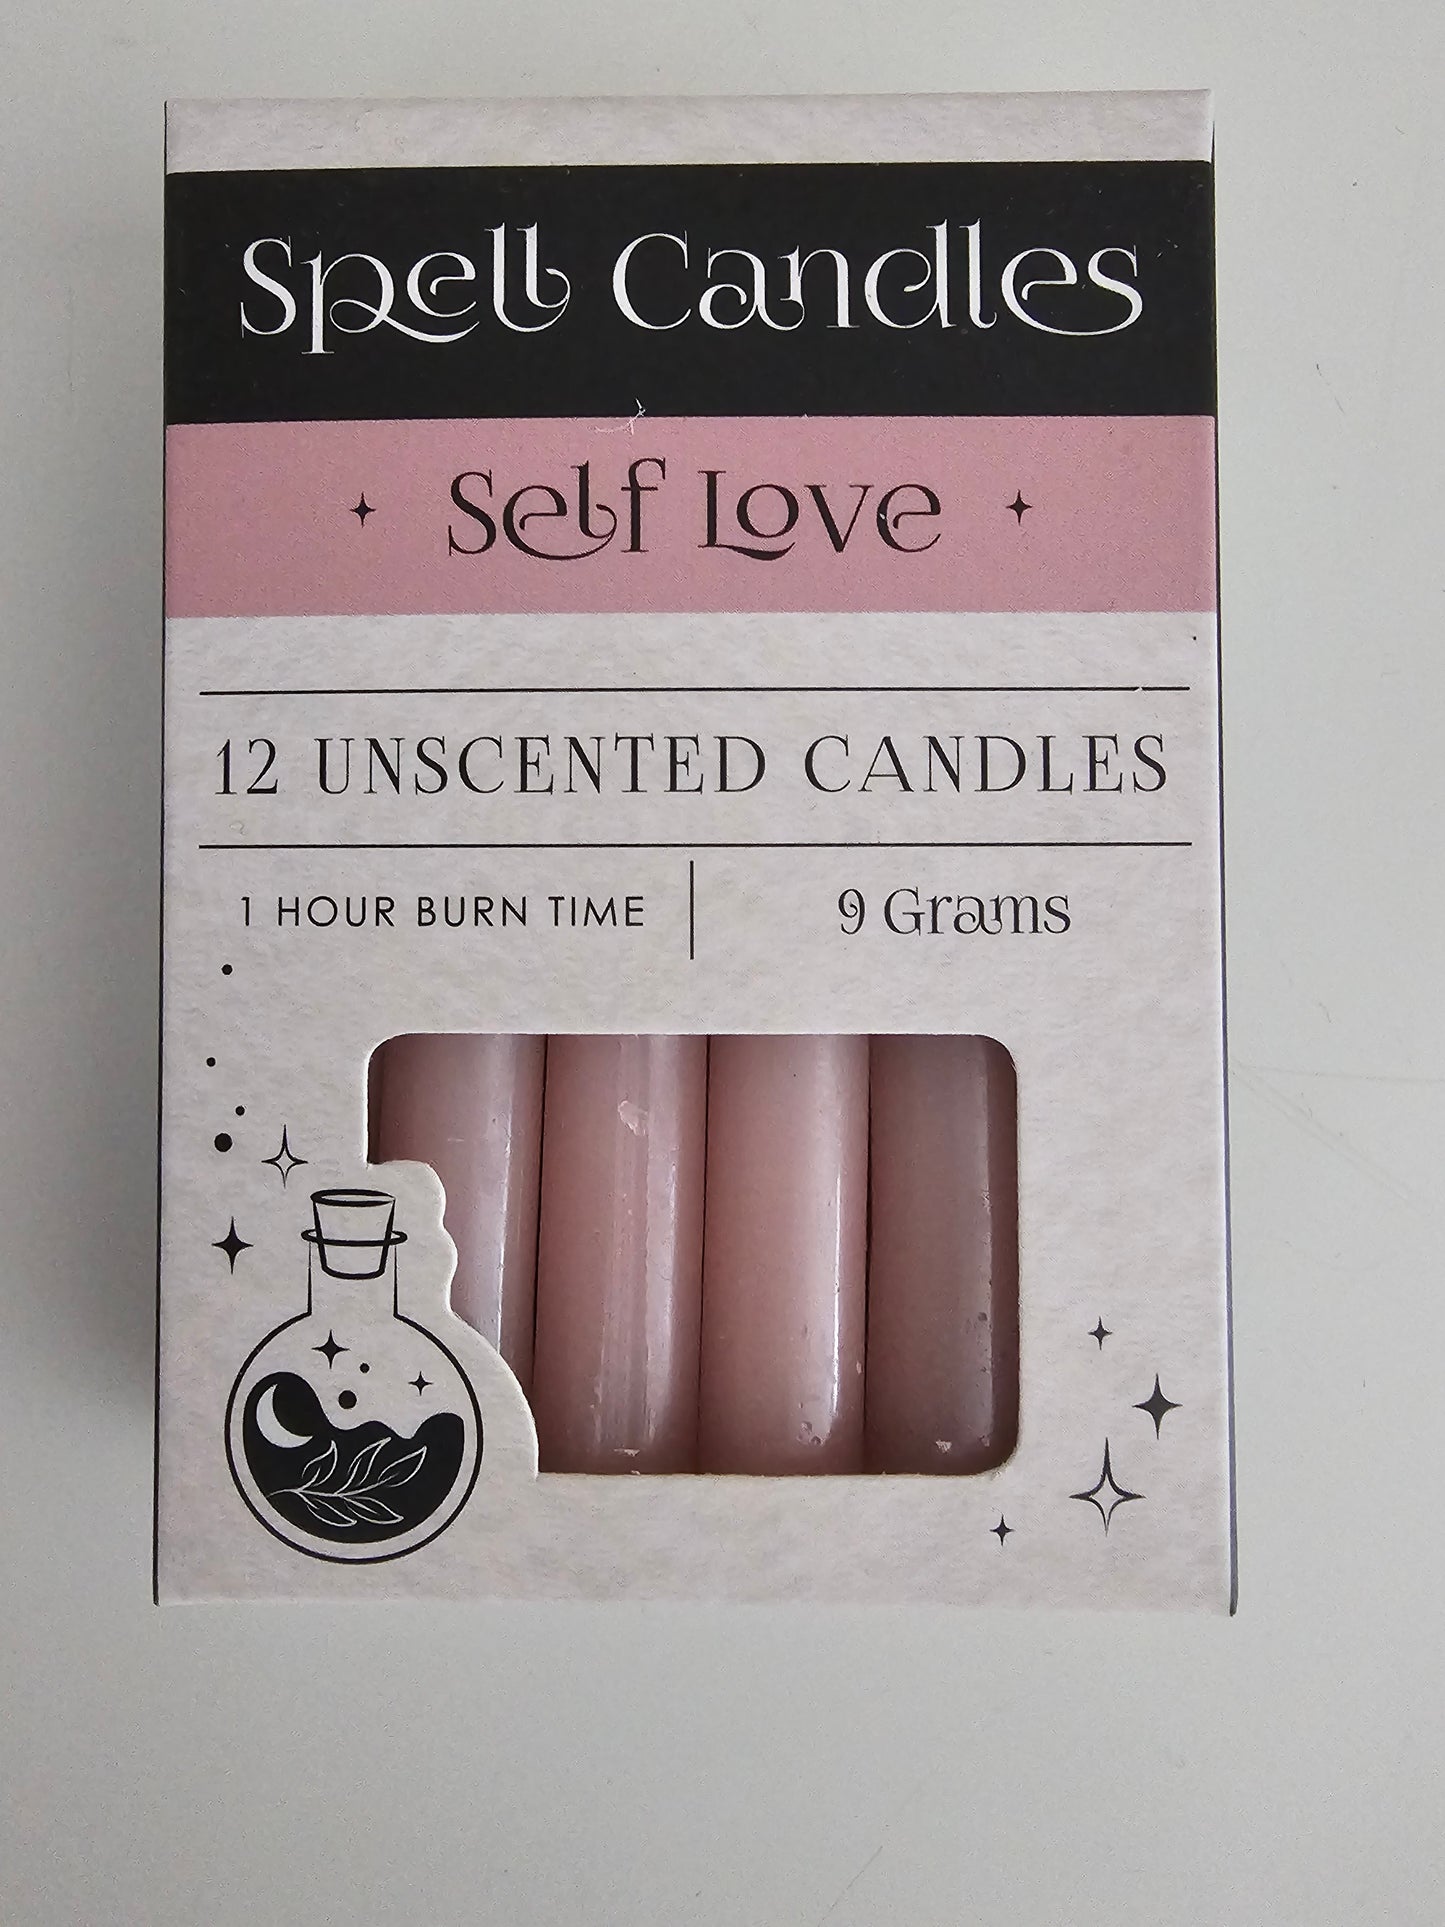 Spell Candles
Self Love
12 UNSCENTED CANDLES
1 HOUR BURN TIME
9 Grams